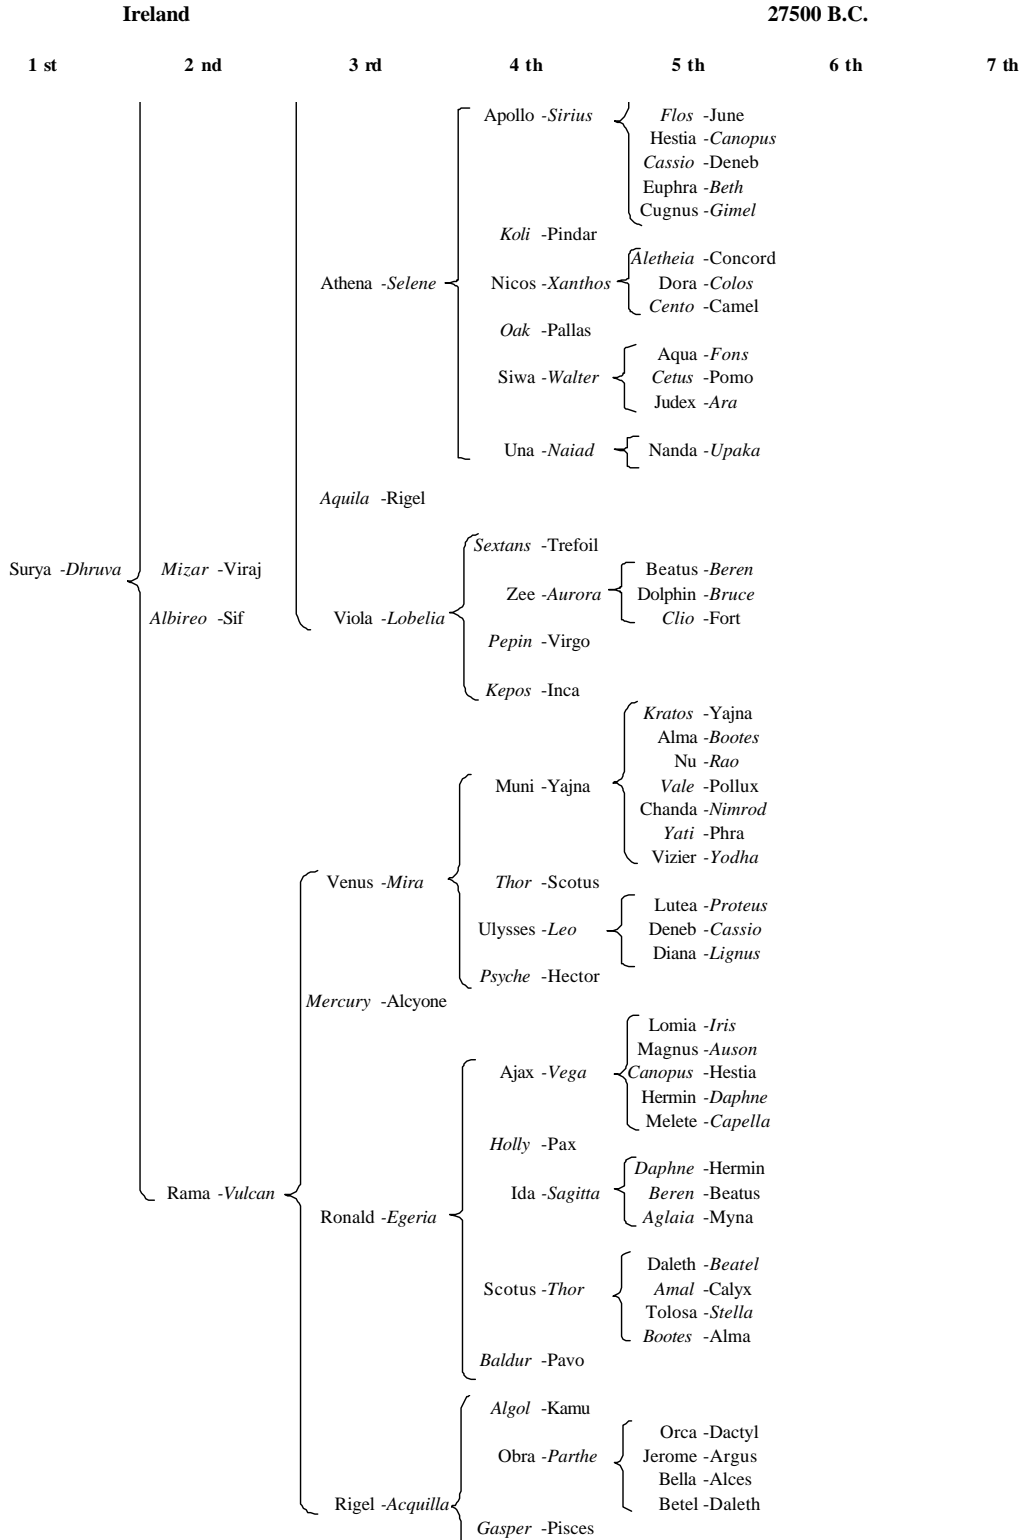 Ireland 27500 B.C.
1 st 2 nd 3 rd 4 th 5 th 6 th 7 th
Apollo -Sirius Flos -June
Hestia -Canopus
Cassio -Deneb
Euphra -Beth
Cugnus -Gimel
Koli -Pindar
Aletheia -Concord
Athena -Selene Nicos -Xanthos Dora -Colos
Cento -Camel
Oak -Pallas
Aqua -Fons
Siwa -Walter Cetus -Pomo
Judex -Ara
Una -Naiad Nanda -Upaka
Aquila -Rigel
Sextans -Trefoil
Surya -Dhruva Mizar -Viraj Beatus -Beren
Zee -Aurora Dolphin -Bruce
Albireo -Sif Viola -Lobelia Clio -Fort
Pepin -Virgo
Kepos -Inca
Kratos -Yajna
Alma -Bootes
Nu -Rao
Muni -Yajna Vale -Pollux
Chanda -Nimrod
Yati -Phra
Vizier -Yodha
Venus -Mira Thor -Scotus
Lutea -Proteus
Ulysses -Leo Deneb -Cassio
Diana -Lignus
Psyche -Hector
Mercury -Alcyone
Lomia -Iris
Magnus -Auson
Ajax -Vega Canopus -Hestia
Hermin -Daphne
Melete -Capella
Holly -Pax
Daphne -Hermin
Rama -Vulcan Ida -Sagitta Beren -Beatus
Ronald -Egeria Aglaia -Myna
Daleth -Beatel
Scotus -Thor Amal -Calyx
Tolosa -Stella
Bootes -Alma
Baldur -Pavo
Algol -Kamu
Orca -Dactyl
Obra -Parthe Jerome -Argus
Bella -Alces
Rigel -Acquilla Betel -Daleth
Gasper -Pisces